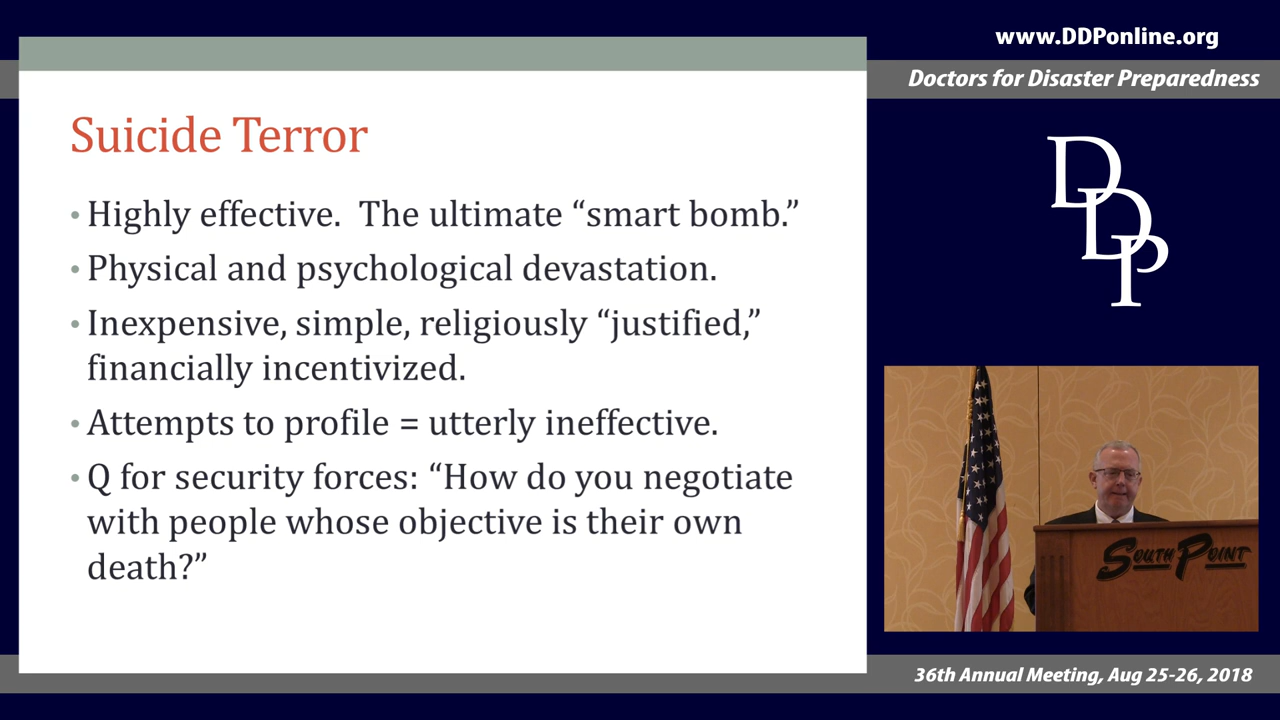 www.DDPonline.org
Doctors for Disaster Preparedness
Suicide Terror
• Highly effective.  The ultimate “smart bomb.”
• Physical and psychological devastation.
• Inexpensive, simple, religiously “justified,”
financially incentivized.
• Attempts to profile = utterly ineffective.
• Q for security forces: “How do you negotiate
with people whose objective is their own
death?”
DDP
SOUTH POINT
36th Annual Meeting, Aug 25-26, 2018